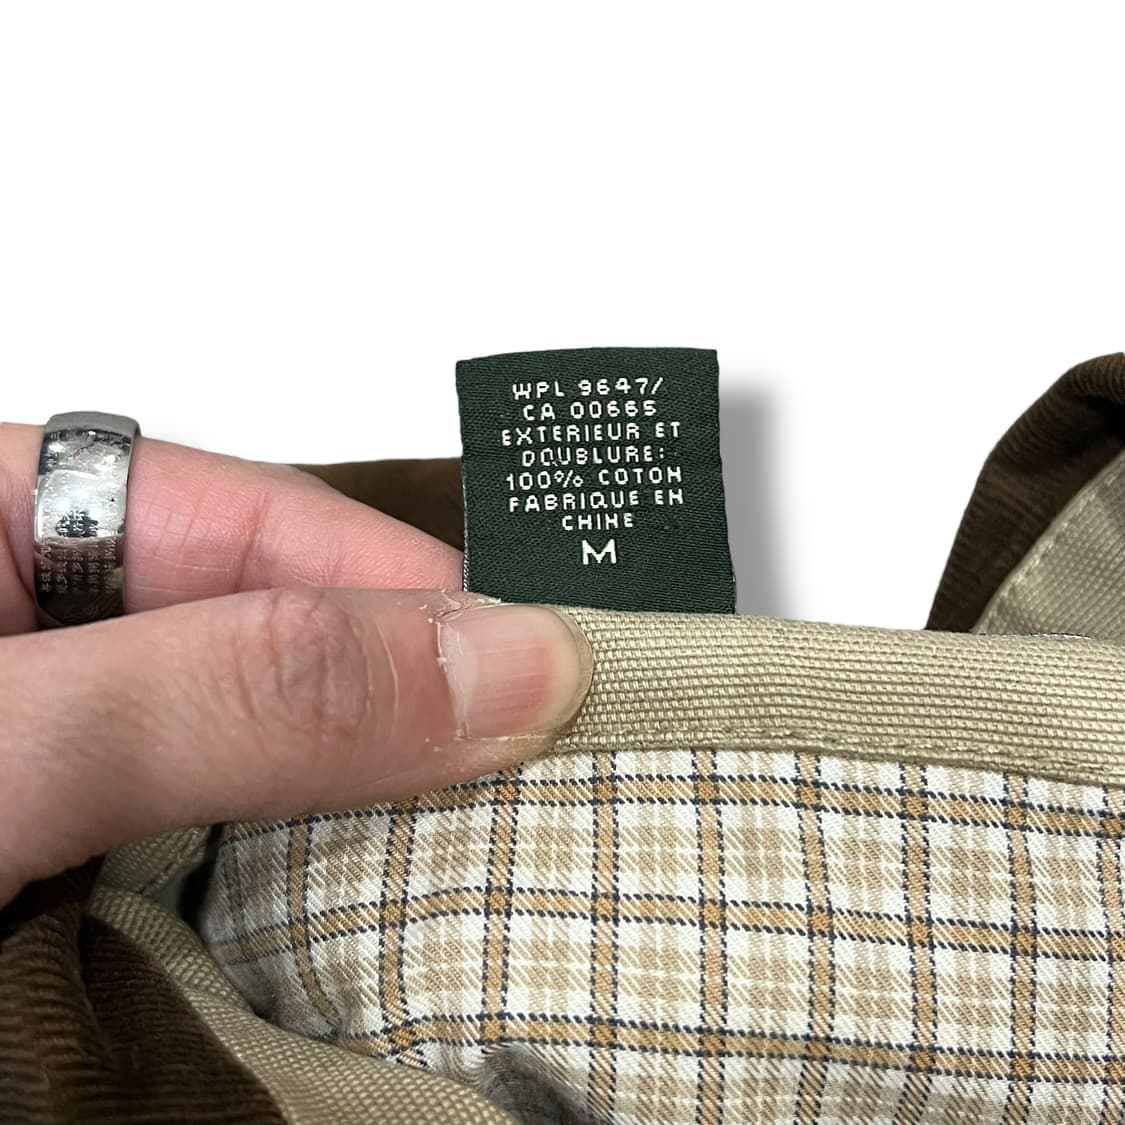 WPL 9647/
CA 00665
EXTERIEUR ET
DOUBLURE:
100% COTON
FABRIQUE EN
CHINE
M